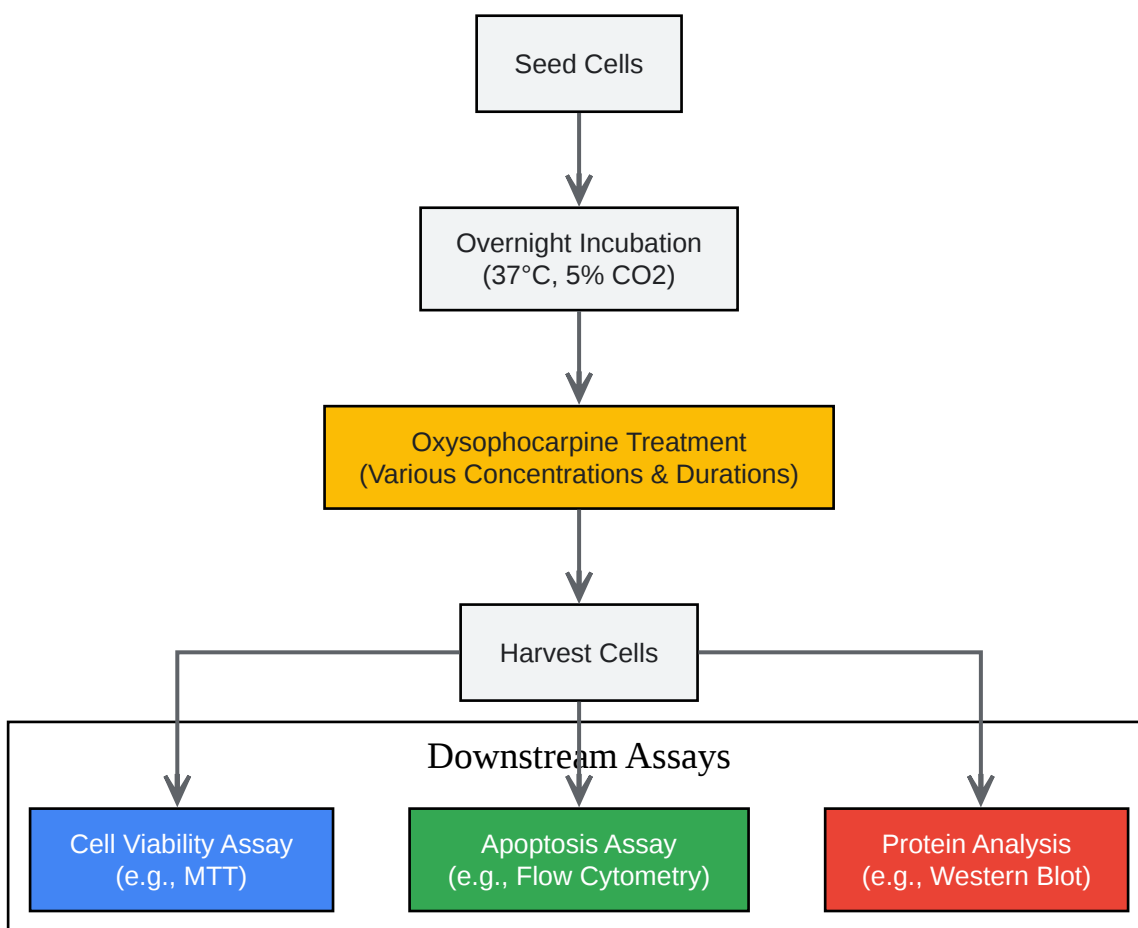 Seed Cells
Overnight Incubation
(37°C, 5% CO2)
Oxysophocarpine Treatment
(Various Concentrations & Durations)
Harvest Cells
Downstream Assays
Cell Viability Assay
(e.g., MTT)
Apoptosis Assay
(e.g., Flow Cytometry)
Protein Analysis
(e.g., Western Blot)